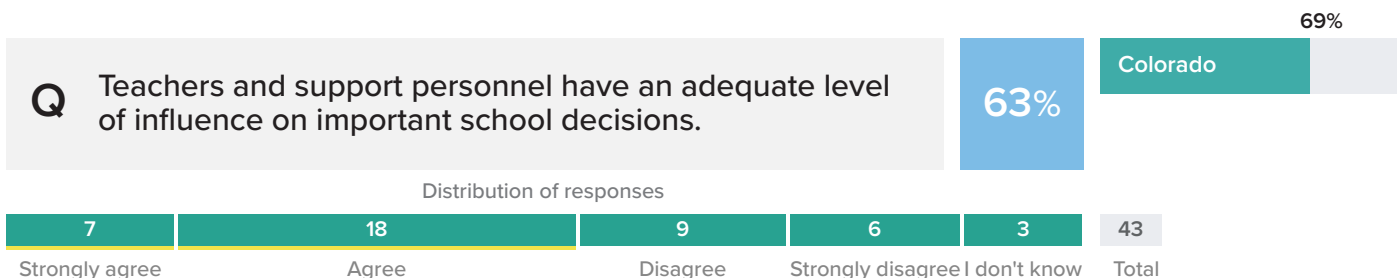 69%
Q
Teachers and support personnel have an adequate level
of influence on important school decisions.
63%
Colorado
Distribution of responses
7 18 9 6 3 43
Strongly agree Agree Disagree Strongly disagree I don't know Total